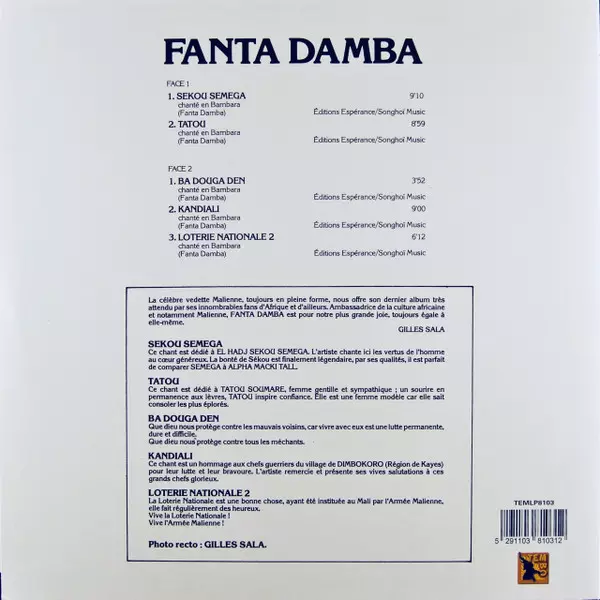 FANTA DAMBA
FACE 1
1. SEKOU SEMEGA 9'10
chanté en Bambara
(Fanta Damba) Éditions Espérance/Songhoï Music
2. TATOU 8'59
chanté en Bambara
(Fanta Damba) Éditions Espérance/Songhoï Music
FACE 2
1. BA DOUGA DEN 3'52
chanté en Bambara
(Fanta Damba) Éditions Espérance/Songhoï Music
2. KANDIALI 9'00
chanté en Bambara
(Fanta Damba) Éditions Espérance/Songhoï Music
3. LOTERIE NATIONALE 2 6'12
chanté en Bambara
(Fanta Damba) Éditions Espérance/Songhoï Music
La célèbre vedette Malienne, toujours en pleine forme, nous offre son dernier album très
attendu par ses innombrables fans d'Afrique et d'ailleurs. Ambassadrice de la culture africaine
et notamment Malienne, FANTA DAMBA est pour notre plus grande joie, toujours égale à
elle-même.
GILLES SALA
SEKOU SEMEGA
Ce chant est dédié à EL HADJ SEKOU SEMEGA. L'artiste chante ici les vertus de l'homme
au cœur généreux. La bonté de Sékou est finalement légendaire, par ses qualités, il est parfait
de comparer SEMEGA à ALPHA MACKI TALL.
TATOU
Ce chant est dédié à TATOU SOUMARE, femme gentille et sympathique ; un sourire en
permanence aux lèvres, TATOU inspire confiance. Elle est une femme modèle car elle sait
consoler les plus éplorés.
BA DOUGA DEN
Que dieu nous protège contre les mauvais voisins, car vivre avec eux est une lutte permanente,
dure et difficile.
Que dieu nous protège contre tous les méchants.
KANDIALI
Ce chant est un hommage aux chefs guerriers du village de DIMBOKORO (Région de Kayes)
pour leur lutte et leur bravoure. L'artiste remercie et présente ses vives salutations à ces
grands chefs glorieux.
LOTERIE NATIONALE 2
La Loterie Nationale est une bonne chose, ayant été instituée au Mali par l'Armée Malienne,
elle fait régulièrement des heureux.
Vive la Loterie Nationale !
Vive l'Armée Malienne !
Photo recto : GILLES SALA.
TEMLP8103
5 291103 810312